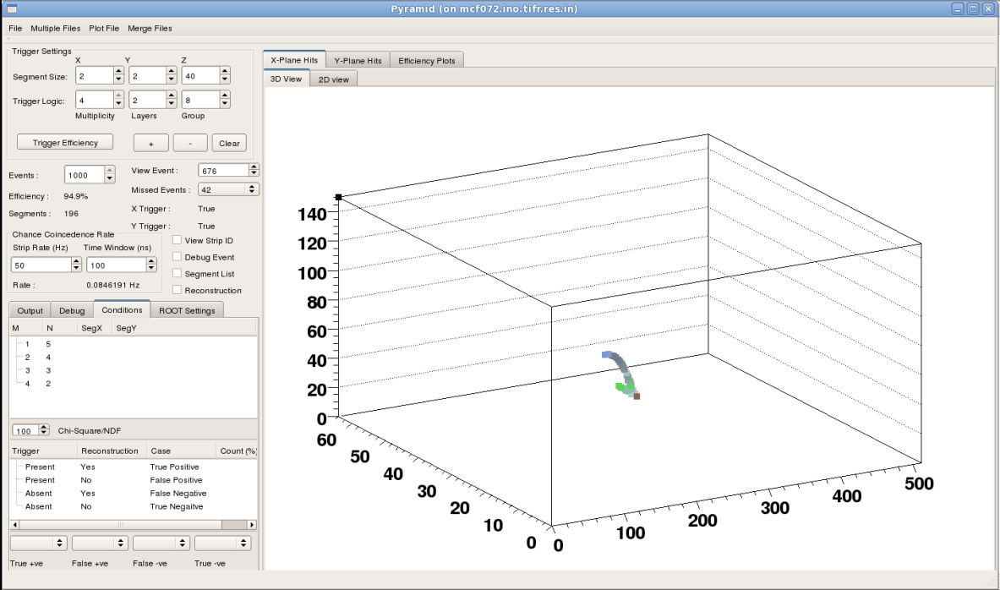 Pyramid (on mcf072.ino.tifr.res.in)
File Multiple Files Plot File Merge Files
Trigger Settings
X Y Z
Segment Size: 2 2 40
Trigger Logic: 4 2 8
Multiplicity Layers Group
Trigger Efficiency + - Clear
Events : 1000
Efficiency : 94.9%
Segments : 196
View Event : 676
Missed Events : 42
X Trigger : True
Y Trigger : True
Chance Coincedence Rate
Strip Rate (Hz) Time Window (ns)
50 100
Rate : 0.0846191 Hz
View Strip ID
Debug Event
Segment List
Reconstruction
Output Debug Conditions ROOT Settings
M N SegX SegY
1 5
2 4
3 3
4 2
100 Chi-Square/NDF
Trigger Reconstruction Case Count (%)
Present Yes True Positive
Present No False Positive
Absent Yes False Negative
Absent No True Negaitve
True +ve False +ve False -ve True -ve
X-Plane Hits Y-Plane Hits Efficiency Plots
3D View 2D view
140
120
100
80
60
40
20
0
60
50
40
30
20
10
0
0
100
200
300
400
500